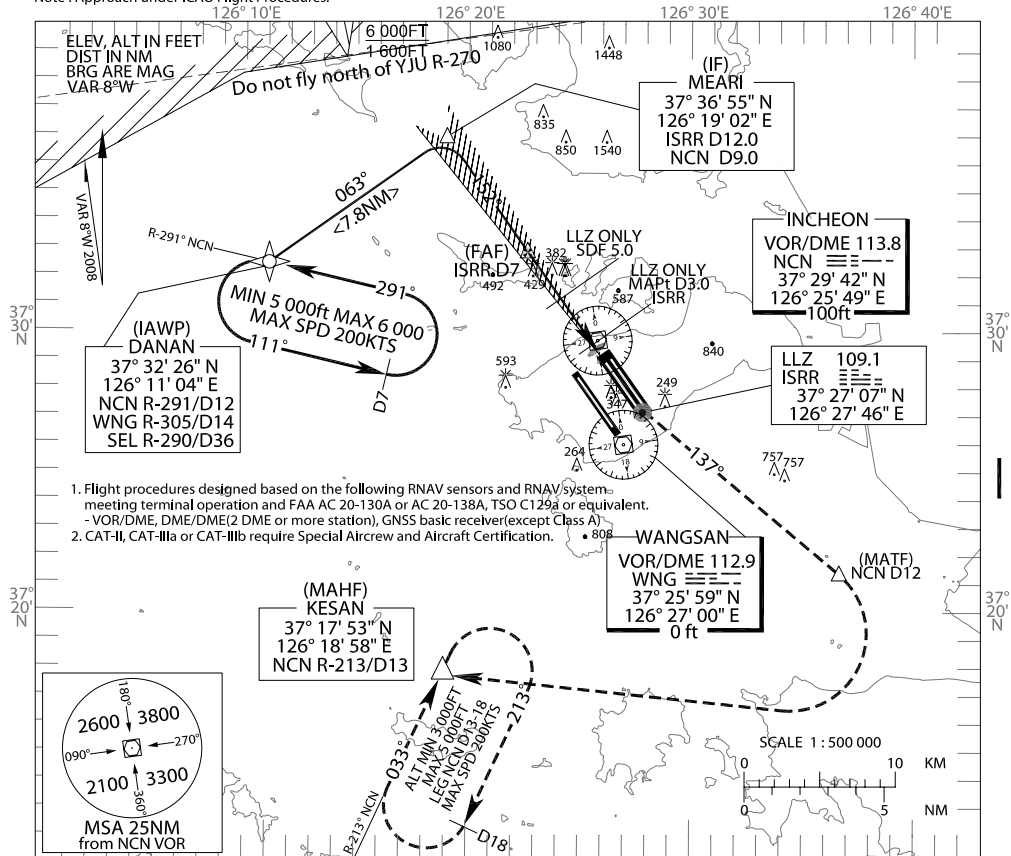 126° 10' E
126° 20' E
126° 30' E
126° 40' E
ELEV, ALT IN FEET
DIST IN NM
BRG ARE MAG
VAR 8°W
6 000FT
1 600FT
Do not fly north of YJU R-270
1080
1448
835
850
1540
(IF)
MEARI
37° 36' 55" N
126° 19' 02" E
ISRR D12.0
NCN D9.0
VAR 8°W 2008
063°
<7.8NM>
R-291° NCN
291°
MIN 5 000ft MAX 6 000
MAX SPD 200KTS
111°
D7
(FAF)
ISRR D7
492
429
382
LLZ ONLY
SDF 5.0
LLZ ONLY
MAPt D3.0
ISRR
587
INCHEON
VOR/DME 113.8
NCN
37° 29' 42" N
126° 25' 49" E
100ft
37°
30'
N
37°
30'
N
(IAWP)
DANAN
37° 32' 26" N
126° 11' 04" E
NCN R-291/D12
WNG R-305/D14
SEL R-290/D36
593
840
249
347
264
LLZ 109.1
ISRR
37° 27' 07" N
126° 27' 46" E
137°
757
757
1. Flight procedures designed based on the following RNAV sensors and RNAV system
meeting terminal operation and FAA AC 20-130A or AC 20-138A, TSO C129a or equivalent.
- VOR/DME, DME/DME(2 DME or more station), GNSS basic receiver(except Class A)
2. CAT-II, CAT-IIIa or CAT-IIIb require Special Aircrew and Aircraft Certification.
808
WANGSAN
VOR/DME 112.9
WNG
37° 25' 59" N
126° 27' 00" E
0 ft
(MATF)
NCN D12
37°
20'
N
37°
20'
N
(MAHF)
KESAN
37° 17' 53" N
126° 18' 58" E
NCN R-213/D13
033°
ALT MIN 3 000FT
MAX 5 000FT
LEG NCN D13-18
MAX SPD 200KTS
213°
R-213° NCN
D18
180°
2600
3800
090°
270°
2100
3300
360°
MSA 25NM
from NCN VOR
SCALE 1 : 500 000
0
10
KM
0
5
NM